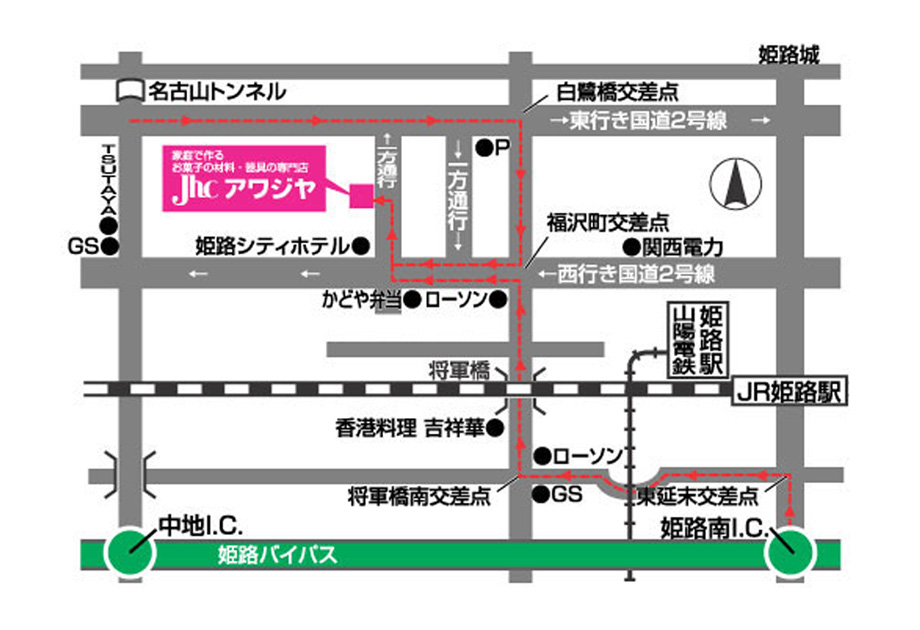 姫路城
名古山トンネル
白鷺橋交差点
→東行き国道2号線 →
TSUTAYA
家庭で作る
お菓子の材料・器具の専門店
Jhc アワジヤ
←一方通行
→一方通行→
P
福沢町交差点
GS
姫路シティホテル
関西電力
← ←
←西行き国道2号線
かどや弁当
ローソン
山陽電鉄
姫路駅
将軍橋
JR姫路駅
香港料理 吉祥華
ローソン
将軍橋南交差点
GS
東延末交差点
中地I.C.
姫路南I.C.
姫路バイパス